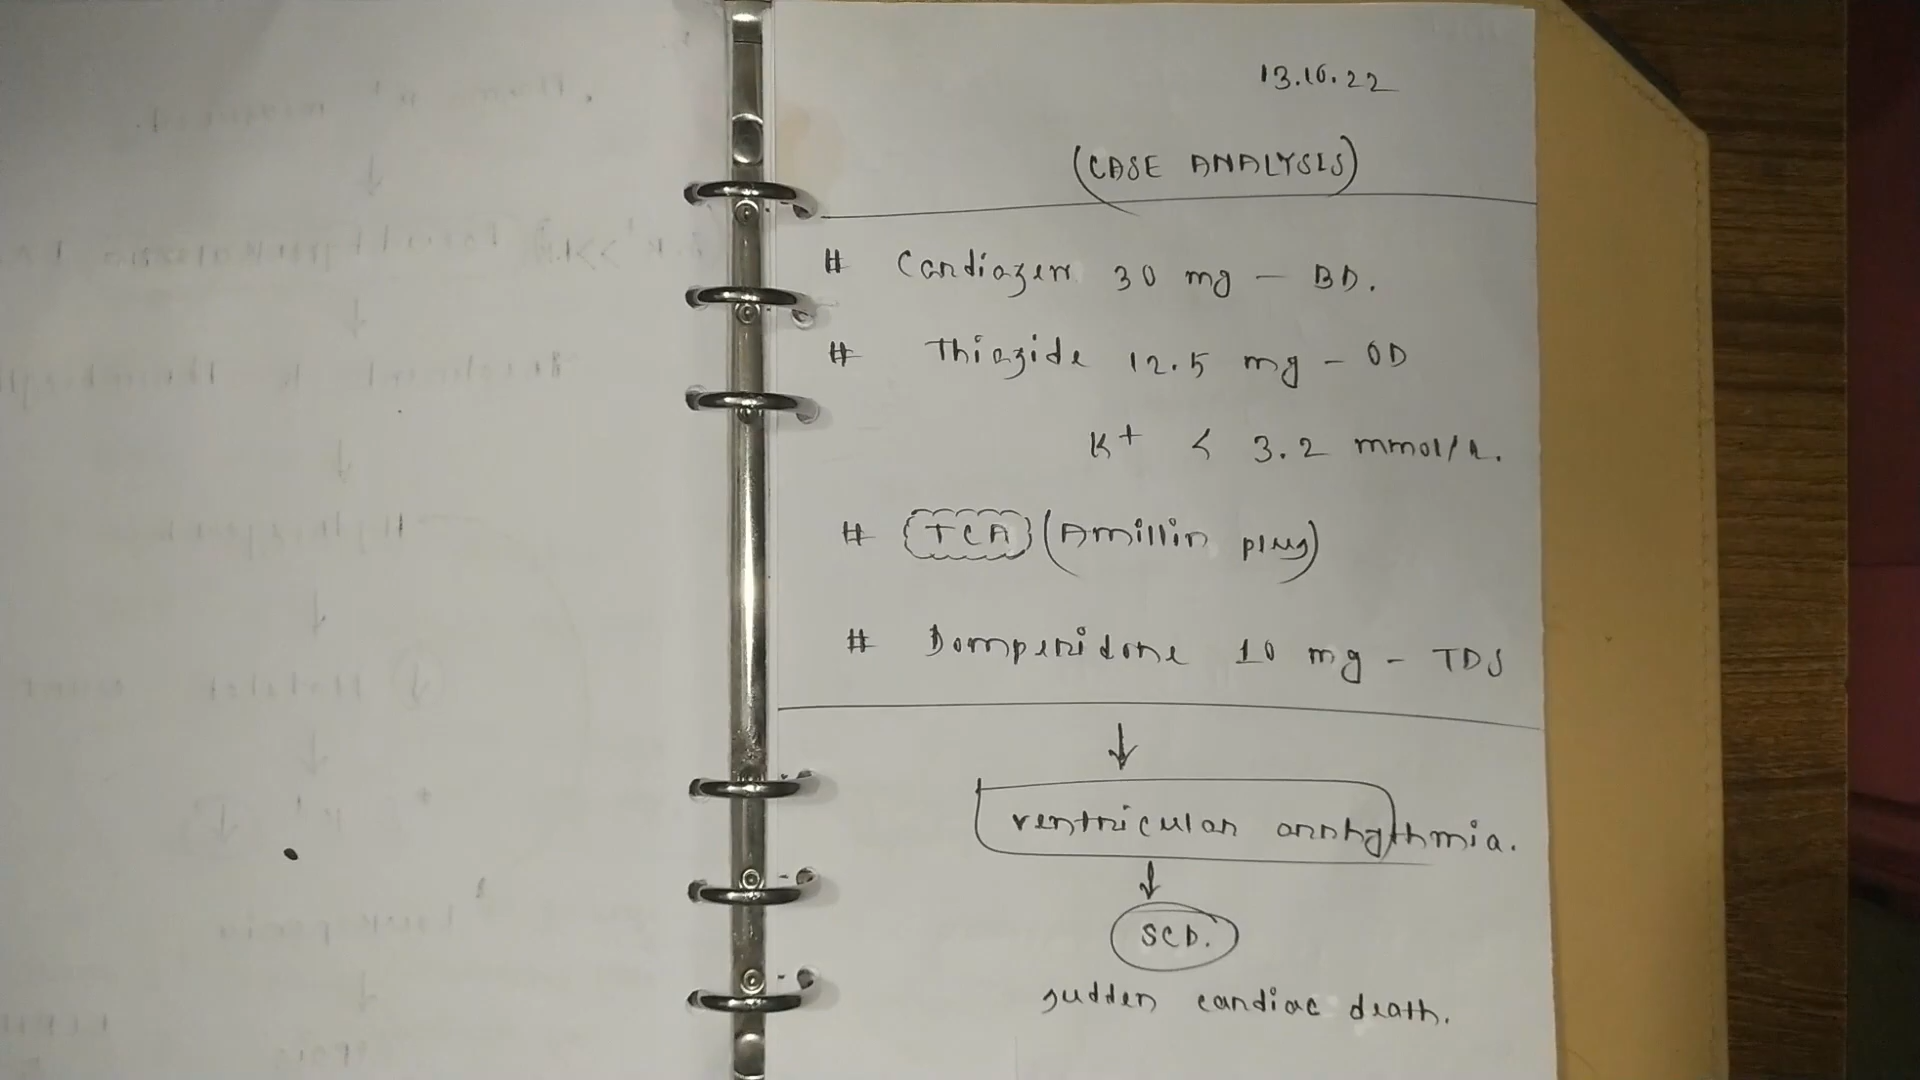 13.10.22
(CASE ANALYSIS)
# Cardiazem 30 mg - BD.
# Thiazide 12.5 mg - OD
K+ < 3.2 mmol/L.
# TCA (Amillin plus)
# Domperidone 10 mg - TDS
↓
ventricular arrhythmia.
↓
SCD.
sudden cardiac death.